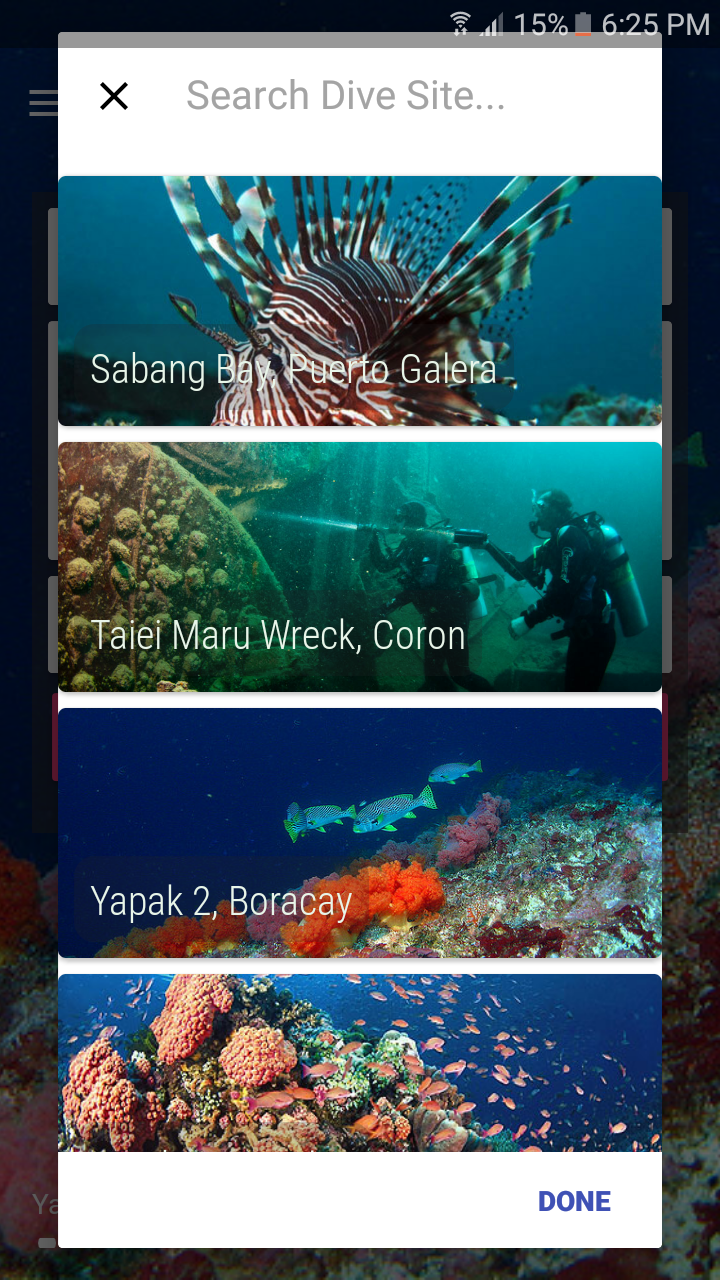 15% 6:25 PM
Search Dive Site...
Sabang Bay, Puerto Galera
Taiei Maru Wreck, Coron
Yapak 2, Boracay
DONE
Ya